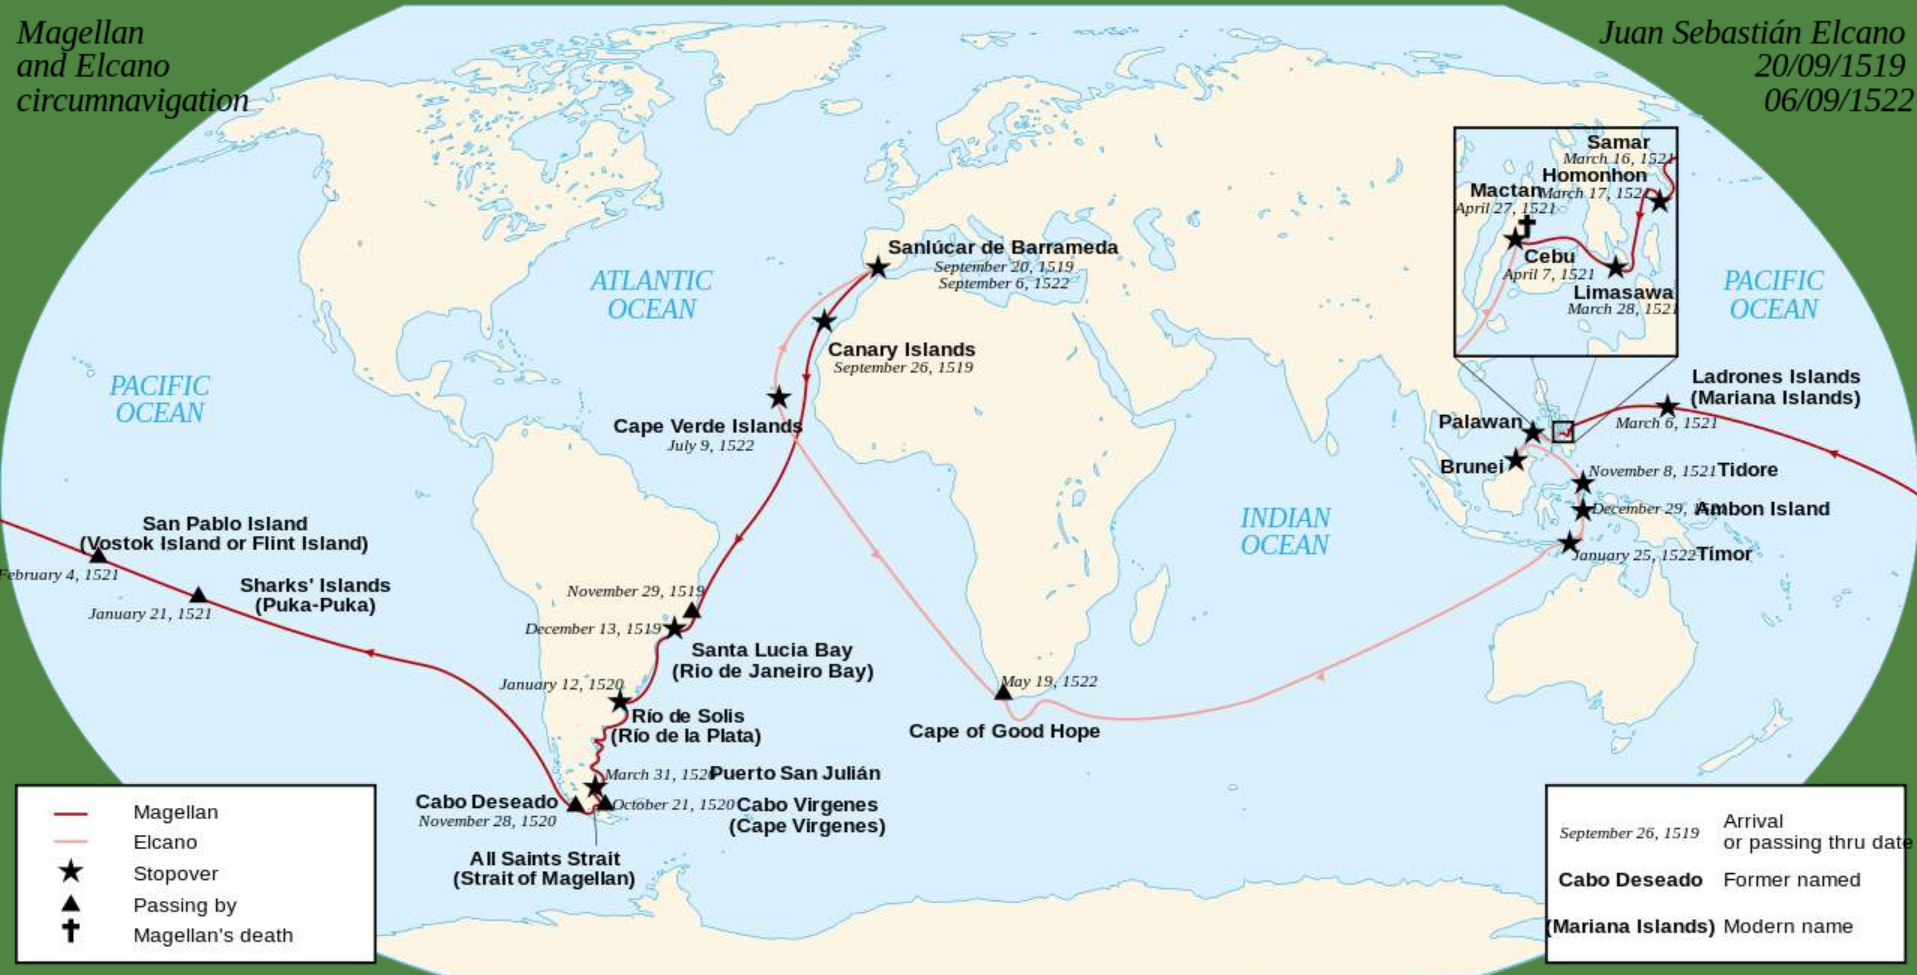 Magellan
and Elcano
circumnavigation
Juan Sebastián Elcano
20/09/1519
06/09/1522
Samar
March 16, 1521
Homonhon
March 17, 1521
Mactan
April 27, 1521
Cebu
April 7, 1521
Limasawa
March 28, 1521
Sanlúcar de Barrameda
September 20, 1519
September 6, 1522
ATLANTIC
OCEAN
PACIFIC
OCEAN
Canary Islands
September 26, 1519
PACIFIC
OCEAN
Ladrones Islands
(Mariana Islands)
March 6, 1521
Cape Verde Islands
July 9, 1522
Palawan
Brunei
November 8, 1521 Tidore
December 29, Ambon Island
January 25, 1522 Timor
INDIAN
OCEAN
San Pablo Island
(Vostok Island or Flint Island)
February 4, 1521
Sharks' Islands
(Puka-Puka)
January 21, 1521
November 29, 1519
December 13, 1519
Santa Lucia Bay
(Rio de Janeiro Bay)
January 12, 1520
Río de Solis
(Río de la Plata)
May 19, 1522
Cape of Good Hope
March 31, 1520 Puerto San Julián
Cabo Deseado
November 28, 1520
October 21, 1520 Cabo Virgenes
(Cape Virgenes)
All Saints Strait
(Strait of Magellan)
Magellan
Elcano
Stopover
Passing by
Magellan's death
September 26, 1519 Arrival
or passing thru date
Cabo Deseado Former named
(Mariana Islands) Modern name